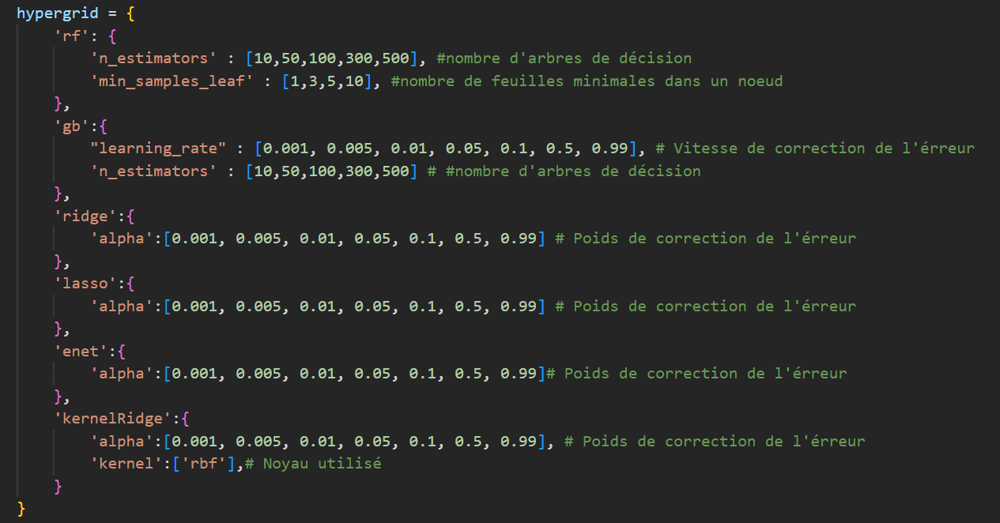 hypergrid = {
    'rf': {
        'n_estimators' : [10,50,100,300,500], #nombre d'arbres de décision
        'min_samples_leaf' : [1,3,5,10], #nombre de feuilles minimales dans un noeud
    },
    'gb':{
        "learning_rate" : [0.001, 0.005, 0.01, 0.05, 0.1, 0.5, 0.99], # Vitesse de correction de l'érreur
        'n_estimators' : [10,50,100,300,500] # #nombre d'arbres de décision
    },
    'ridge':{
        'alpha':[0.001, 0.005, 0.01, 0.05, 0.1, 0.5, 0.99] # Poids de correction de l'érreur
    },
    'lasso':{
        'alpha':[0.001, 0.005, 0.01, 0.05, 0.1, 0.5, 0.99] # Poids de correction de l'érreur
    },
    'enet':{
        'alpha':[0.001, 0.005, 0.01, 0.05, 0.1, 0.5, 0.99]# Poids de correction de l'érreur
    },
    'kernelRidge':{
        'alpha':[0.001, 0.005, 0.01, 0.05, 0.1, 0.5, 0.99], # Poids de correction de l'érreur
        'kernel':['rbf'],# Noyau utilisé
    }
}